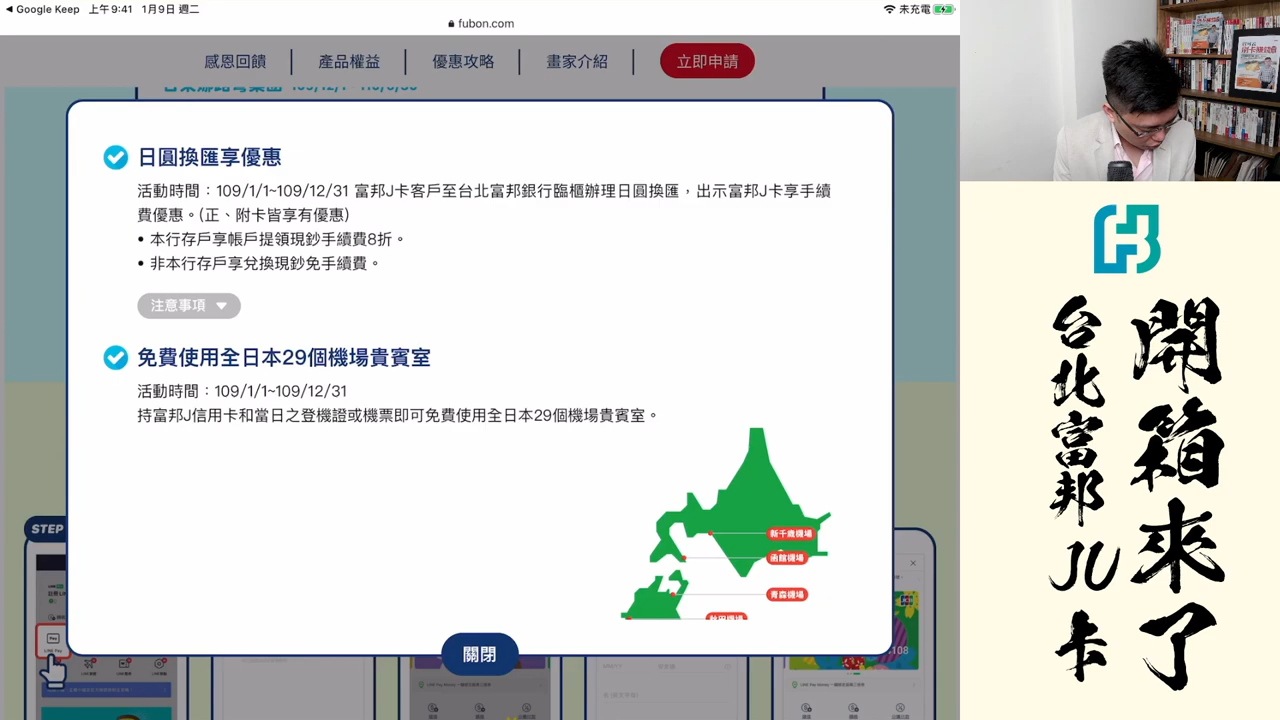 Google Keep 上午9:41 1月9日 週二
未充電
fubon.com
感恩回饋 產品權益 優惠攻略 畫家介紹 立即申請
日圓換匯享優惠
活動時間：109/1/1~109/12/31 富邦J卡客戶至台北富邦銀行臨櫃辦理日圓換匯，出示富邦J卡享手續
費優惠。(正、附卡皆享有優惠)
• 本行存戶享帳戶提領現鈔手續費8折。
• 非本行存戶享兌換現鈔免手續費。
注意事項
免費使用全日本29個機場貴賓室
活動時間：109/1/1~109/12/31
持富邦J信用卡和當日之登機證或機票即可免費使用全日本29個機場貴賓室。
新千歲機場
函館機場
青森機場
STEP
Pay
LINE Pay
JCB
108
關閉
開箱來了
台北富邦JU卡